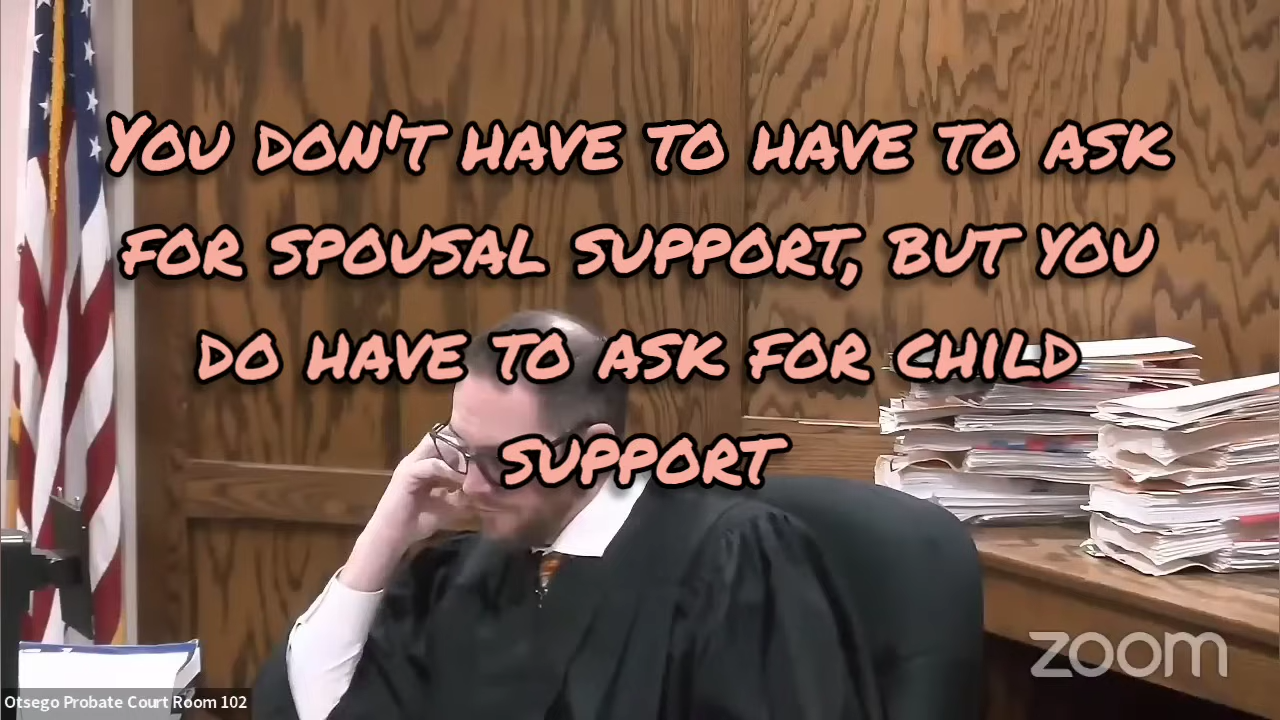 You don't have to have to ask
for spousal support, but you
do have to ask for child
support
zoom
Otsego Probate Court Room 102